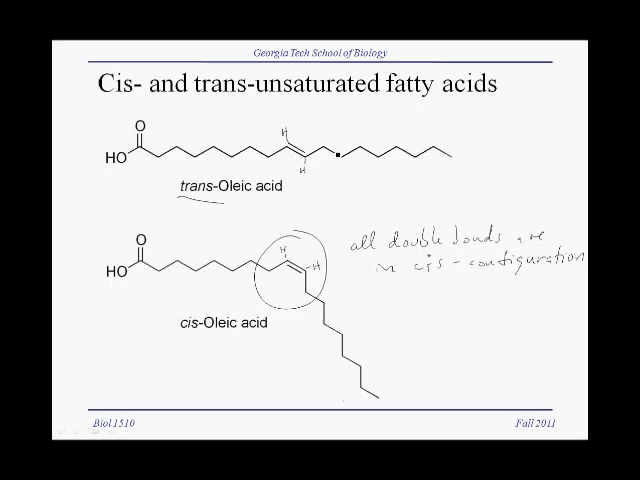 Georgia Tech School of Biology
Cis- and trans-unsaturated fatty acids
O
H
HO
H
trans-Oleic acid
all double bonds are
in cis-configuration
O
H
H
HO
cis-Oleic acid
Biol 1510
Fall 2011